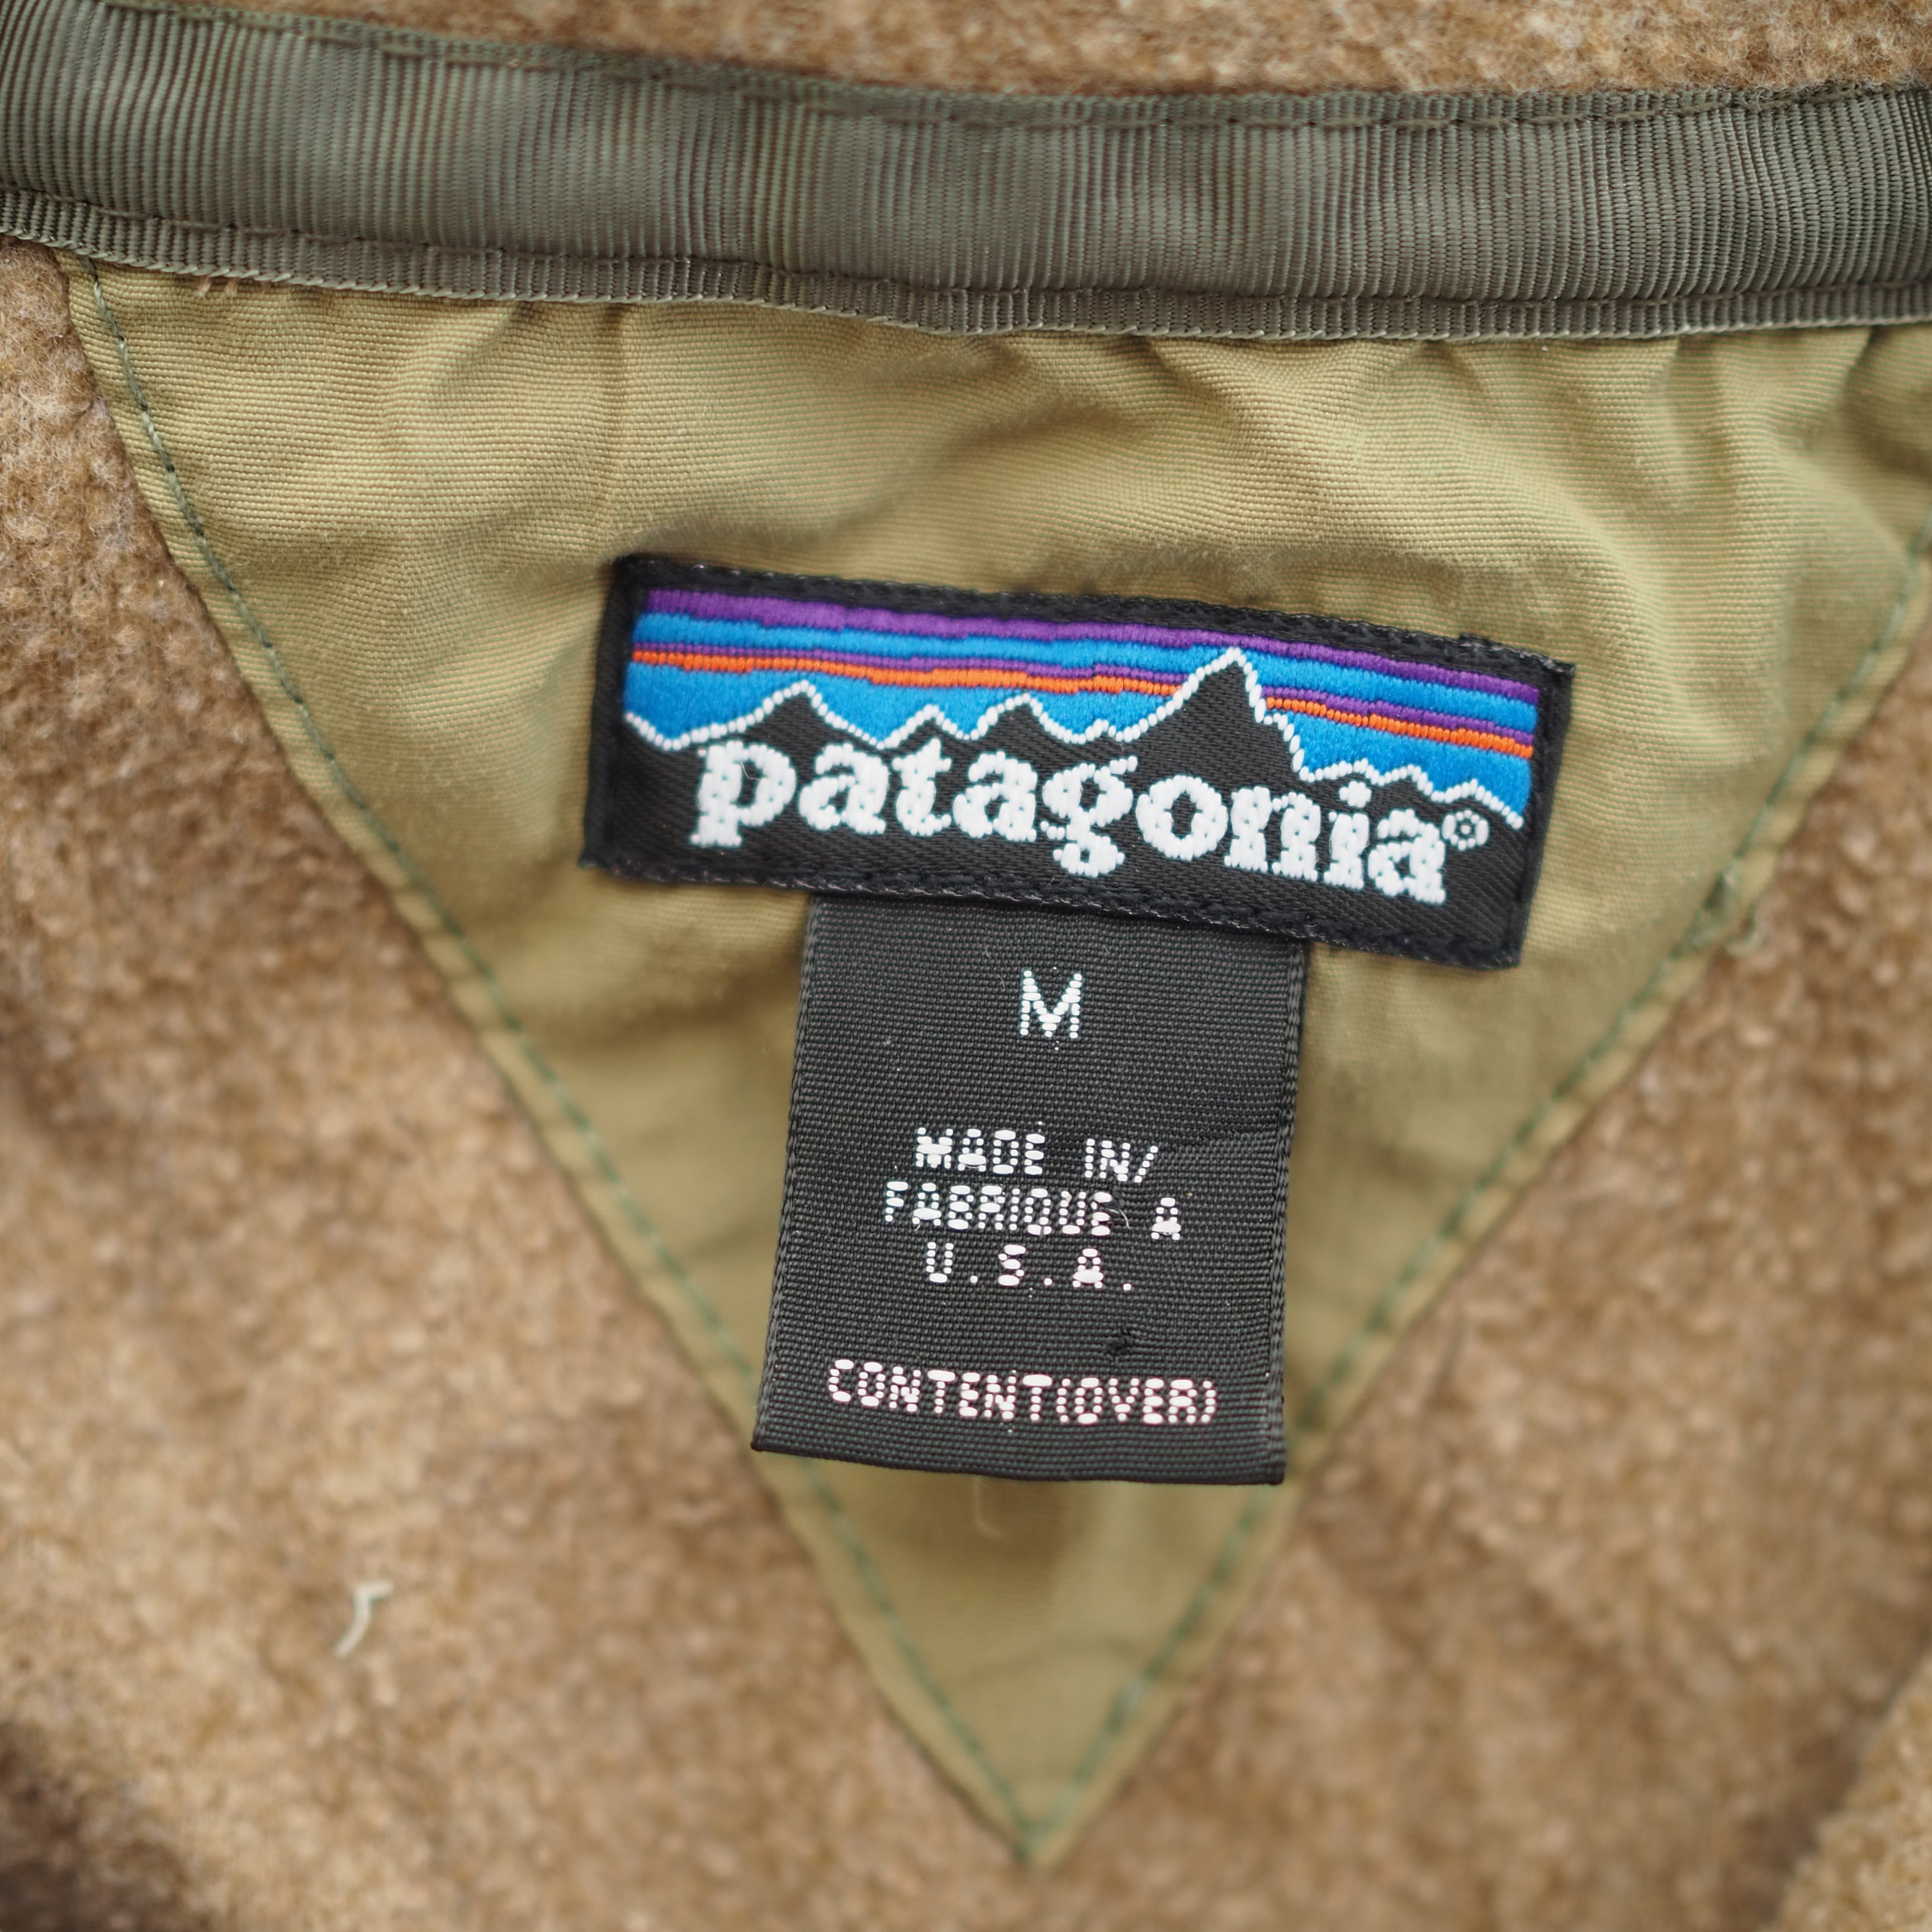 patagonia®
M
MADE IN/
FABRIQUE A
U.S.A.
CONTENT(OVER)